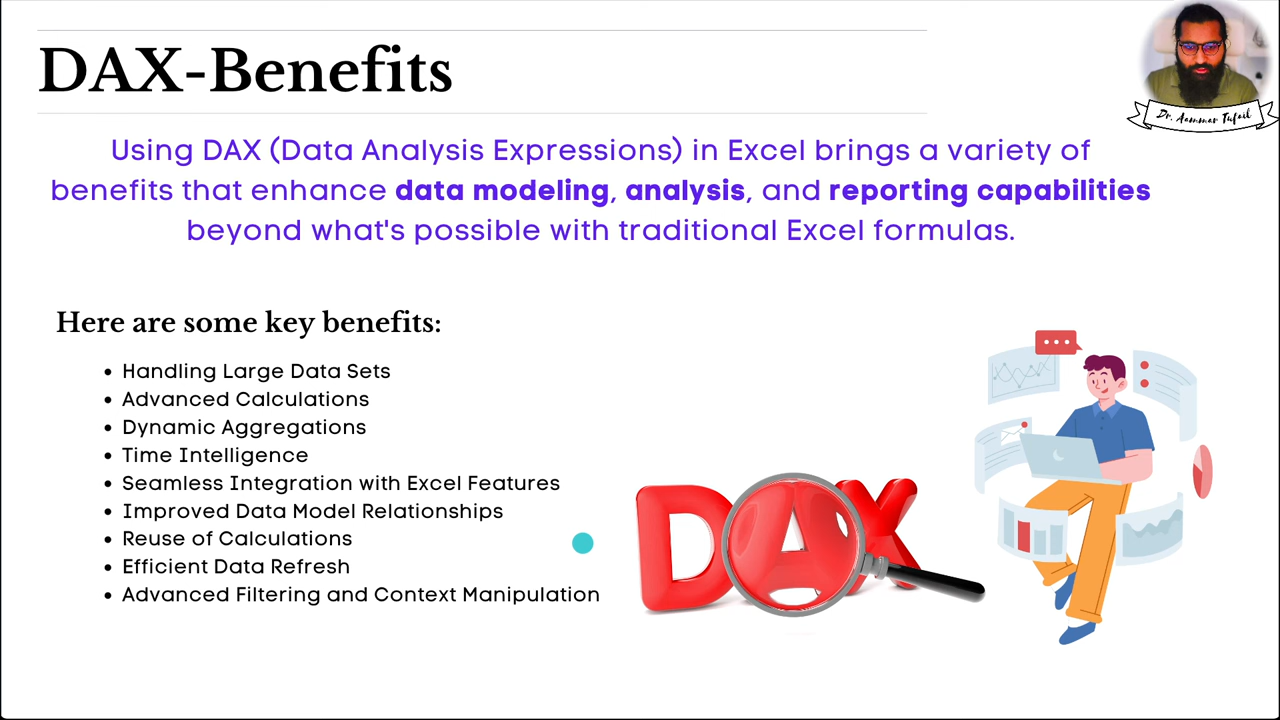 DAX-Benefits
Dr. Aammar Tufail
Using DAX (Data Analysis Expressions) in Excel brings a variety of
benefits that enhance data modeling, analysis, and reporting capabilities
beyond what's possible with traditional Excel formulas.
Here are some key benefits:
• Handling Large Data Sets
• Advanced Calculations
• Dynamic Aggregations
• Time Intelligence
• Seamless Integration with Excel Features
• Improved Data Model Relationships
• Reuse of Calculations
• Efficient Data Refresh
• Advanced Filtering and Context Manipulation
DAX